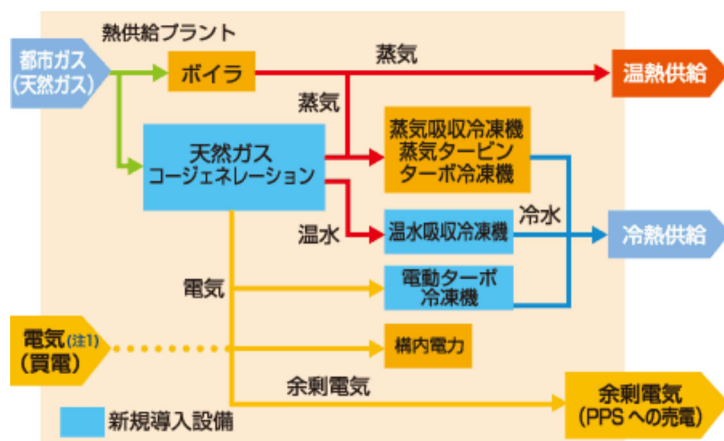 熱供給プラント
都市ガス
(天然ガス)
ボイラ
蒸気
温熱供給
蒸気
天然ガス
コージェネレーション
蒸気吸収冷凍機
蒸気タービン
ターボ冷凍機
温水
温水吸収冷凍機
冷水
冷熱供給
電気
電動ターボ
冷凍機
電気(注1)
(買電)
構内電力
余剰電気
余剰電気
(PPSへの売電)
新規導入設備